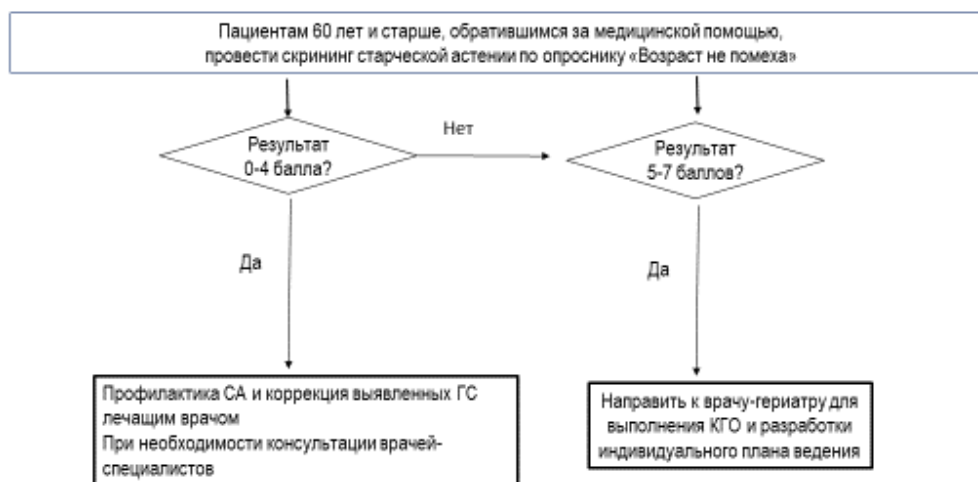 Пациентам 60 лет и старше, обратившимся за медицинской помощью,
провести скрининг старческой астении по опроснику «Возраст не помеха»
Результат
0-4 балла?
Нет
Результат
5-7 баллов?
Да
Да
Профилактика СА и коррекция выявленных ГС
лечащим врачом
При необходимости консультации врачей-
специалистов
Направить к врачу-гериатру для
выполнения КГО и разработки
индивидуального плана ведения